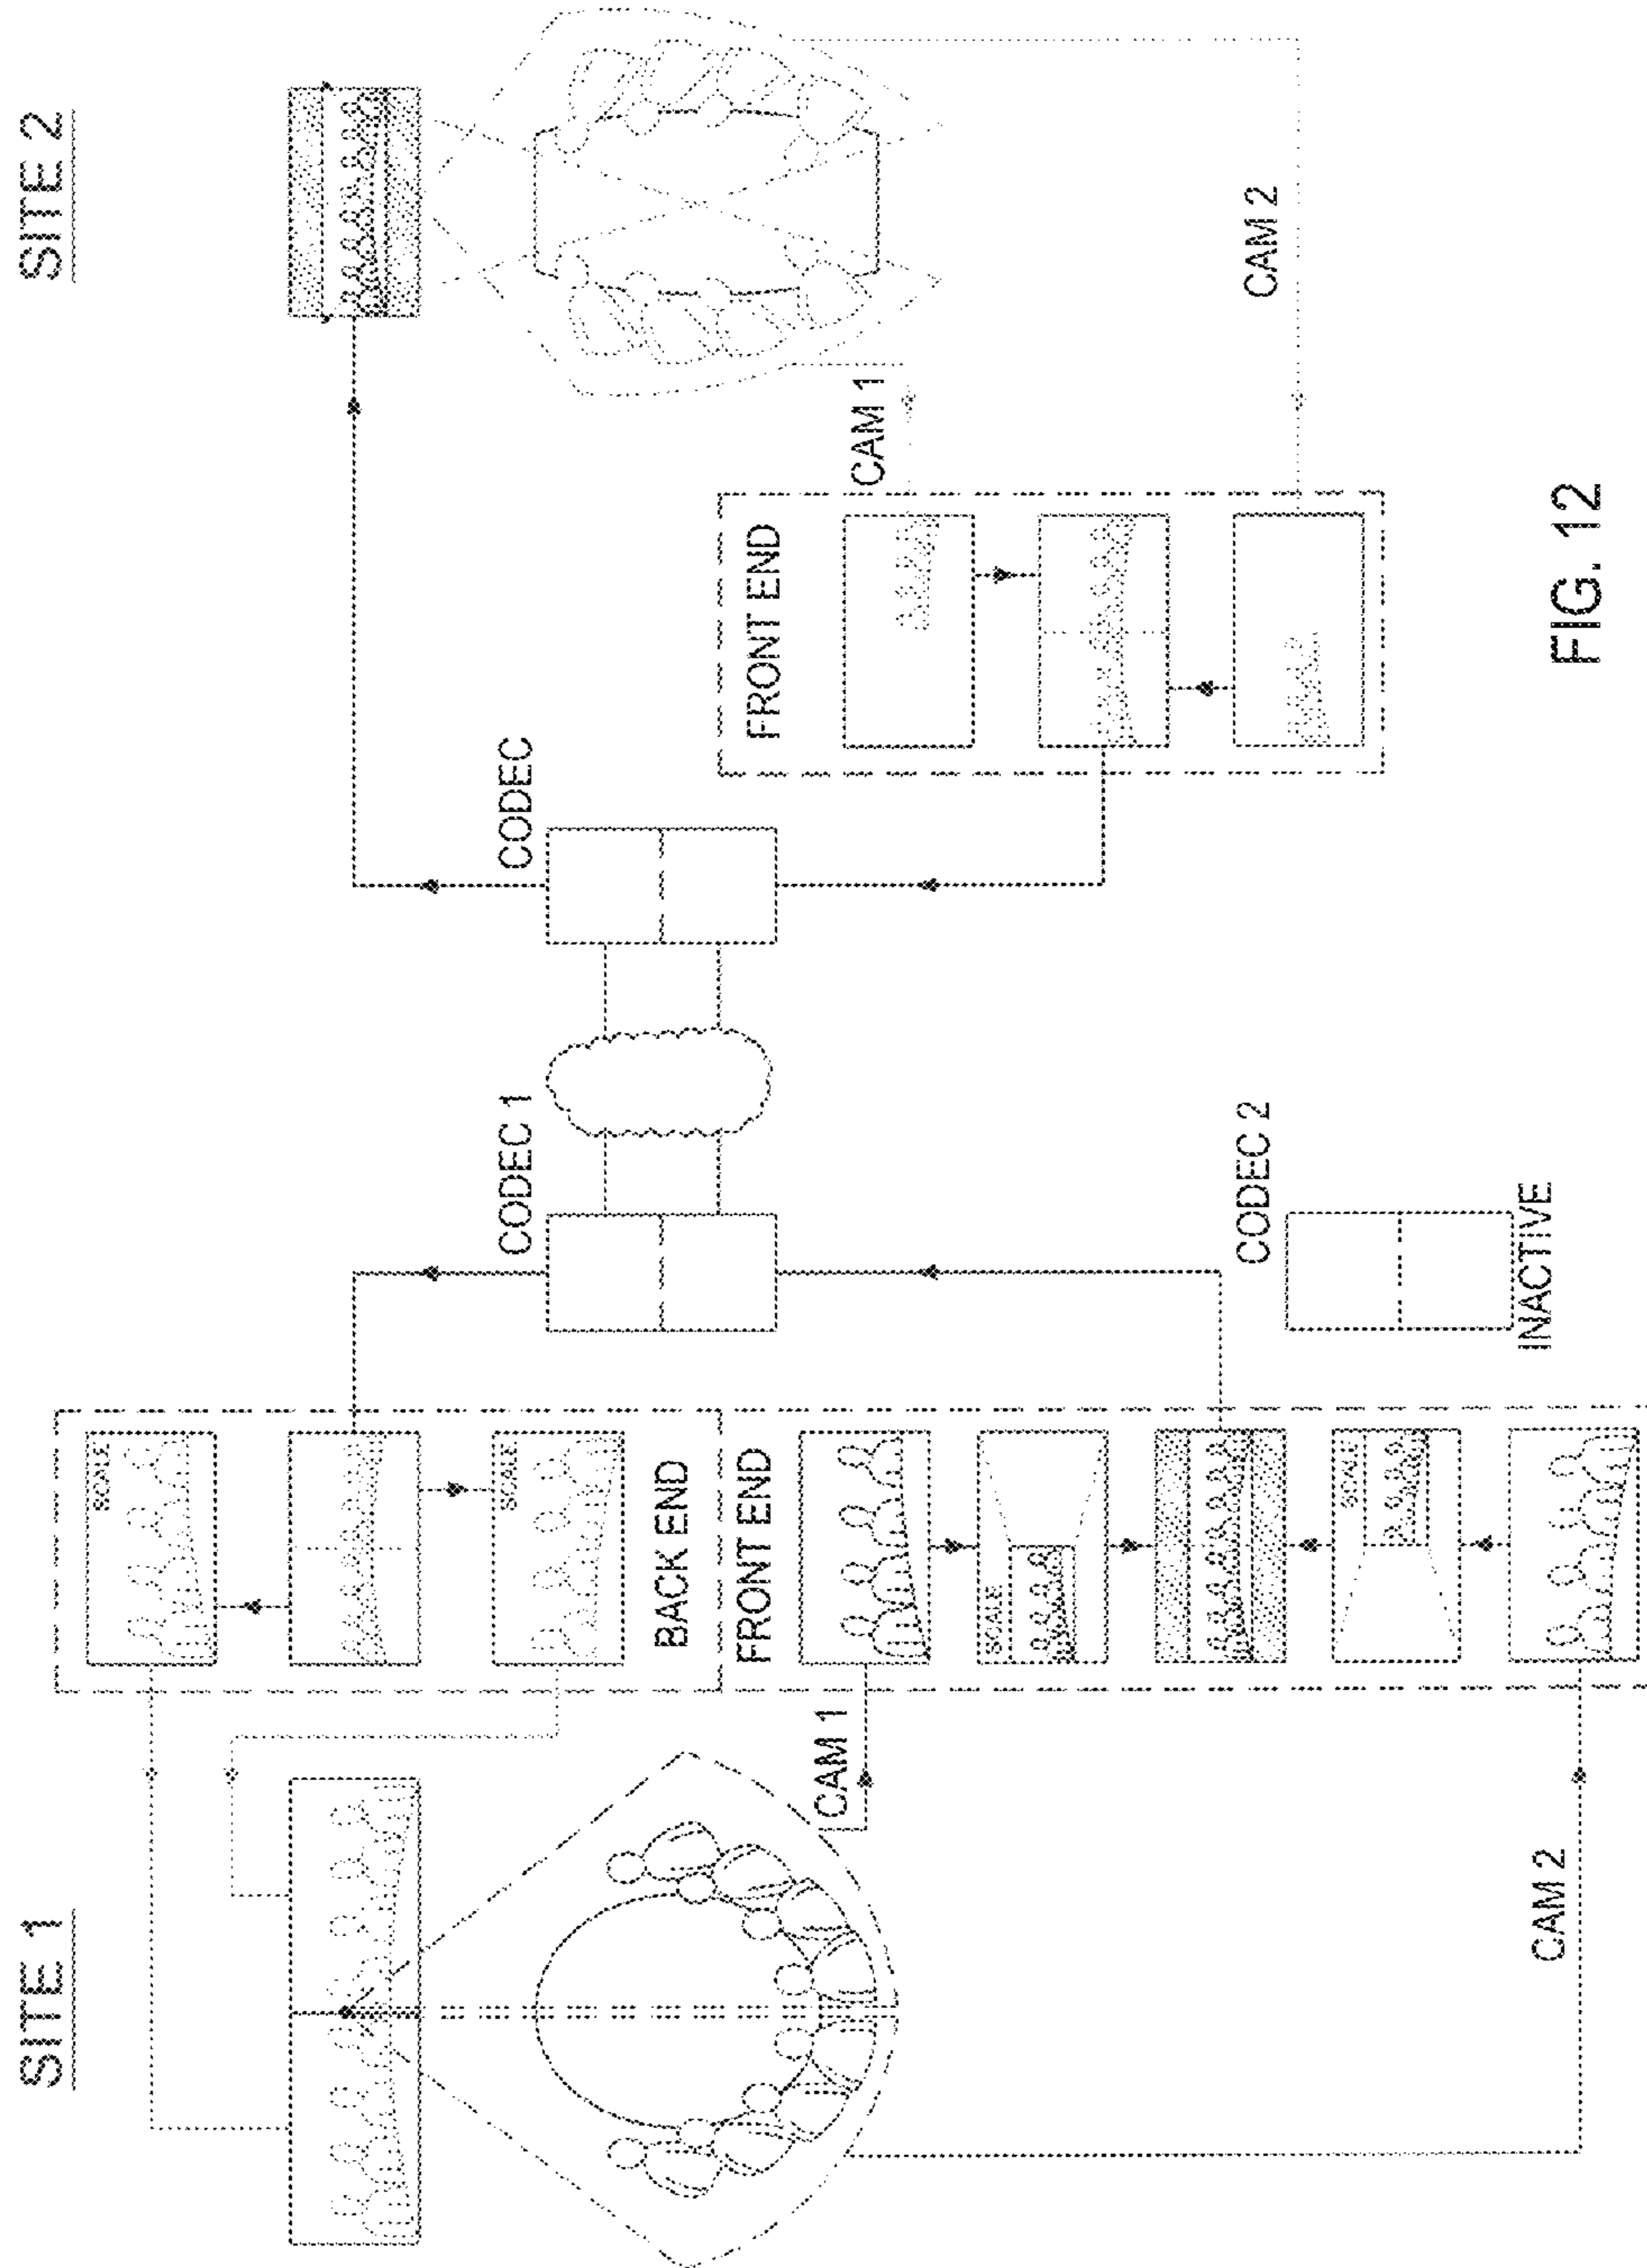 SITE 1
SITE 2
SCALE
SCALE
BACK END
CODEC 1
CODEC
FRONT END
CAM 1
SCALE
SCALE
CAM 2
CODEC 2
INACTIVE
FRONT END
CAM 1
CAM 2
FIG. 12